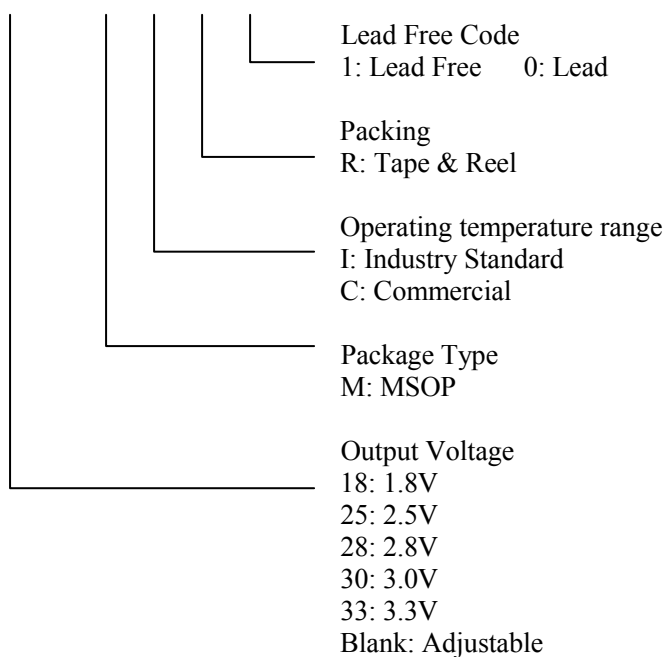 Lead Free Code
1: Lead Free 0: Lead
Packing
R: Tape & Reel
Operating temperature range
I: Industry Standard
C: Commercial
Package Type
M: MSOP
Output Voltage
18: 1.8V
25: 2.5V
28: 2.8V
30: 3.0V
33: 3.3V
Blank: Adjustable